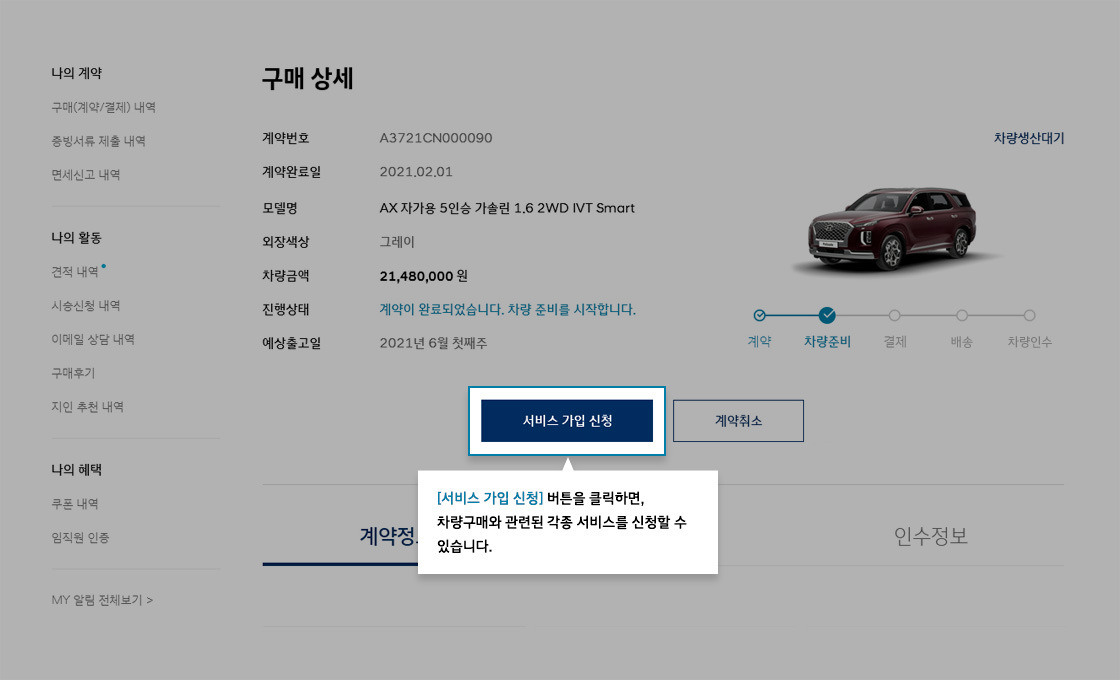 나의 계약
구매(계약/결제) 내역
증빙서류 제출 내역
면세신고 내역
나의 활동
견적 내역
시승신청 내역
이메일 상담 내역
구매후기
지인 추천 내역
나의 혜택
쿠폰 내역
임직원 인증
MY 알림 전체보기 >
구매 상세
계약번호 A3721CN000090
계약완료일 2021.02.01
모델명 AX 자가용 5인승 가솔린 1.6 2WD IVT Smart
외장색상 그레이
차량금액 21,480,000 원
진행상태 계약이 완료되었습니다. 차량 준비를 시작합니다.
예상출고일 2021년 6월 첫째주
차량생산대기
계약 차량준비 결제 배송 차량인수
서비스 가입 신청 계약취소
[서비스 가입 신청] 버튼을 클릭하면,
차량구매와 관련된 각종 서비스를 신청할 수
있습니다.
계약정 인수정보